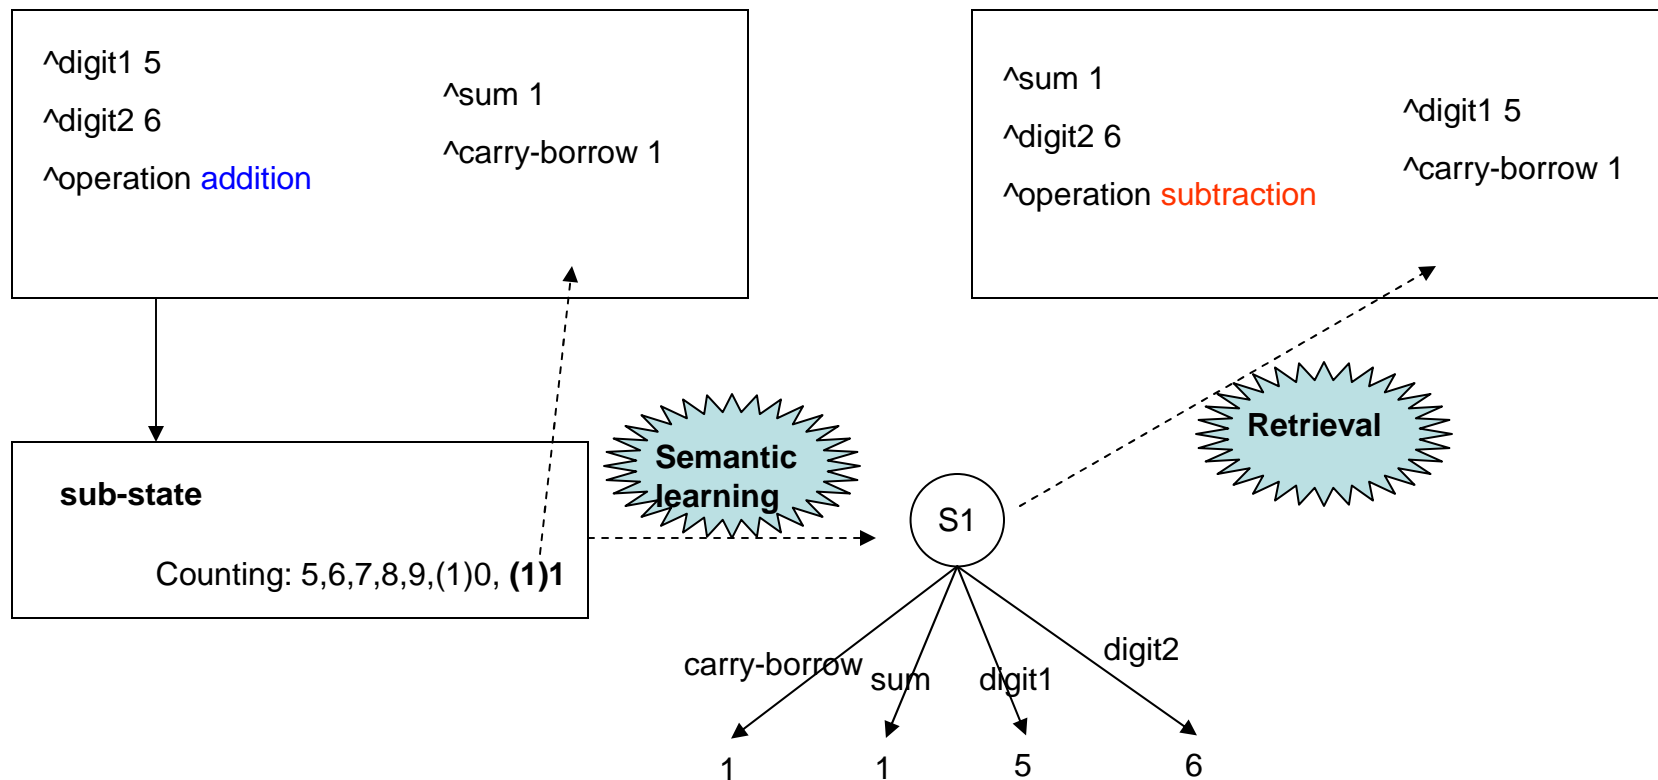 ^digit1 5
^digit2 6
^operation addition
^sum 1
^carry-borrow 1
^sum 1
^digit2 6
^operation subtraction
^digit1 5
^carry-borrow 1
sub-state
Counting: 5,6,7,8,9,(1)0, (1)1
Semantic
learning
Retrieval
S1
carry-borrow
sum
digit1
digit2
1
1
5
6